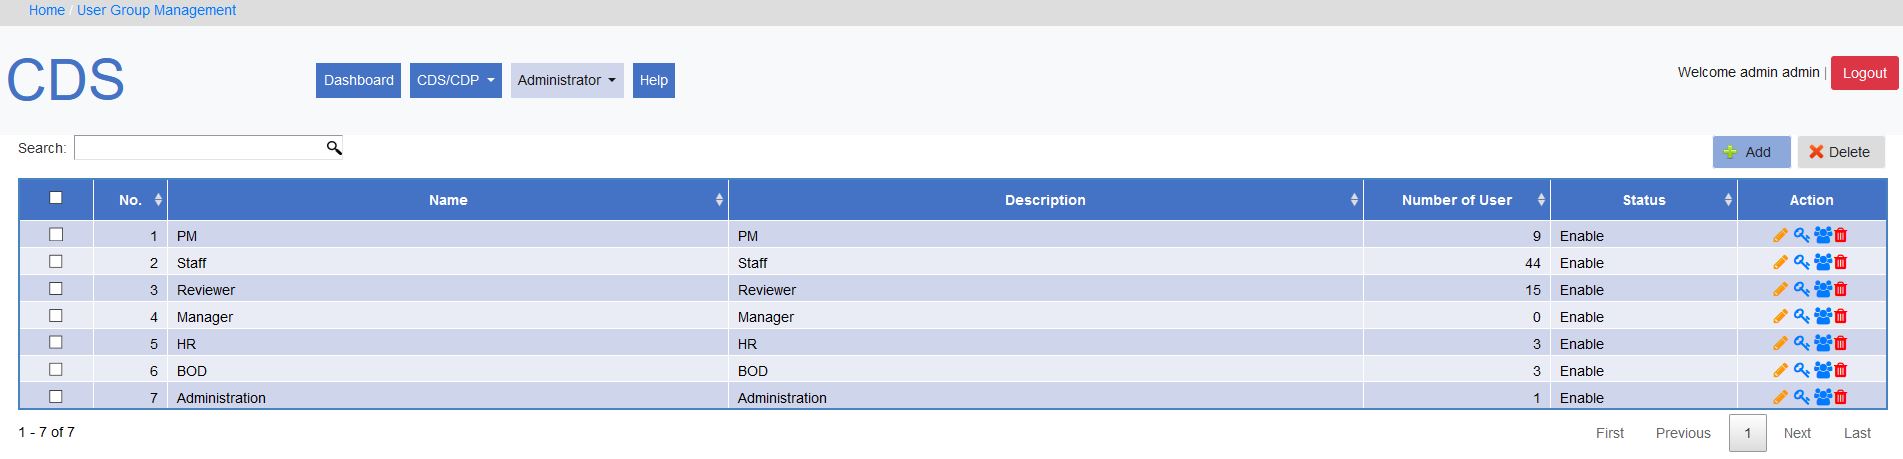 Home / User Group Management
CDS
Dashboard CDS/CDP Administrator Help
Welcome admin admin | Logout
Search:
Add Delete
No. Name Description Number of User Status Action
1 PM PM 9 Enable
2 Staff Staff 44 Enable
3 Reviewer Reviewer 15 Enable
4 Manager Manager 0 Enable
5 HR HR 3 Enable
6 BOD BOD 3 Enable
7 Administration Administration 1 Enable
1 - 7 of 7
First Previous 1 Next Last